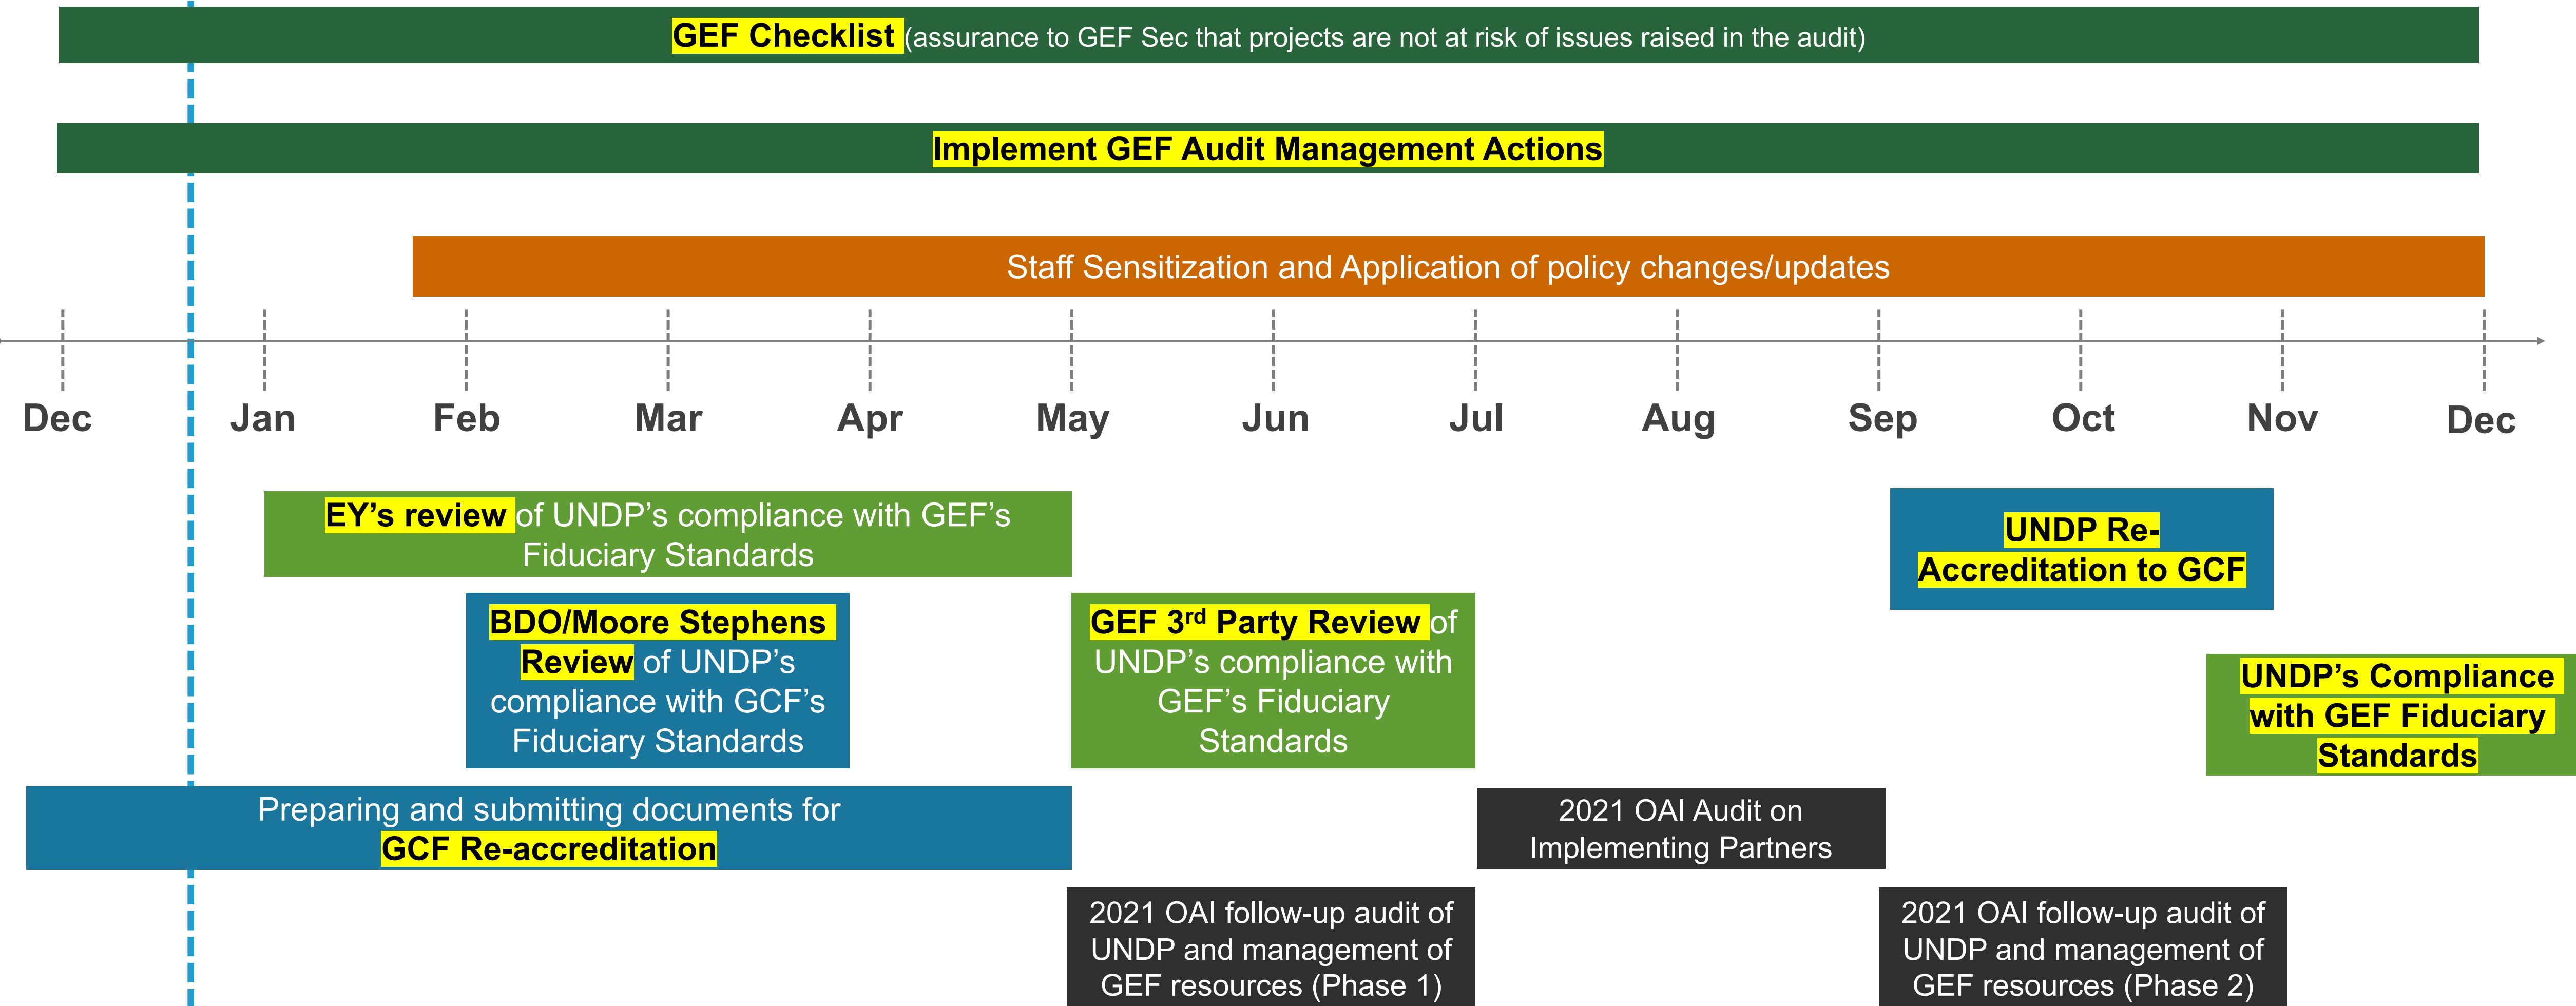 GEF Checklist (assurance to GEF Sec that projects are not at risk of issues raised in the audit)
Implement GEF Audit Management Actions
Staff Sensitization and Application of policy changes/updates
Dec Jan Feb Mar Apr May Jun Jul Aug Sep Oct Nov Dec
EY’s review of UNDP’s compliance with GEF’s
Fiduciary Standards
UNDP Re-
Accreditation to GCF
BDO/Moore Stephens
Review of UNDP’s
compliance with GCF’s
Fiduciary Standards
GEF 3rd Party Review of
UNDP’s compliance with
GEF’s Fiduciary
Standards
UNDP’s Compliance
with GEF Fiduciary
Standards
Preparing and submitting documents for
GCF Re-accreditation
2021 OAI Audit on
Implementing Partners
2021 OAI follow-up audit of
UNDP and management of
GEF resources (Phase 1)
2021 OAI follow-up audit of
UNDP and management of
GEF resources (Phase 2)